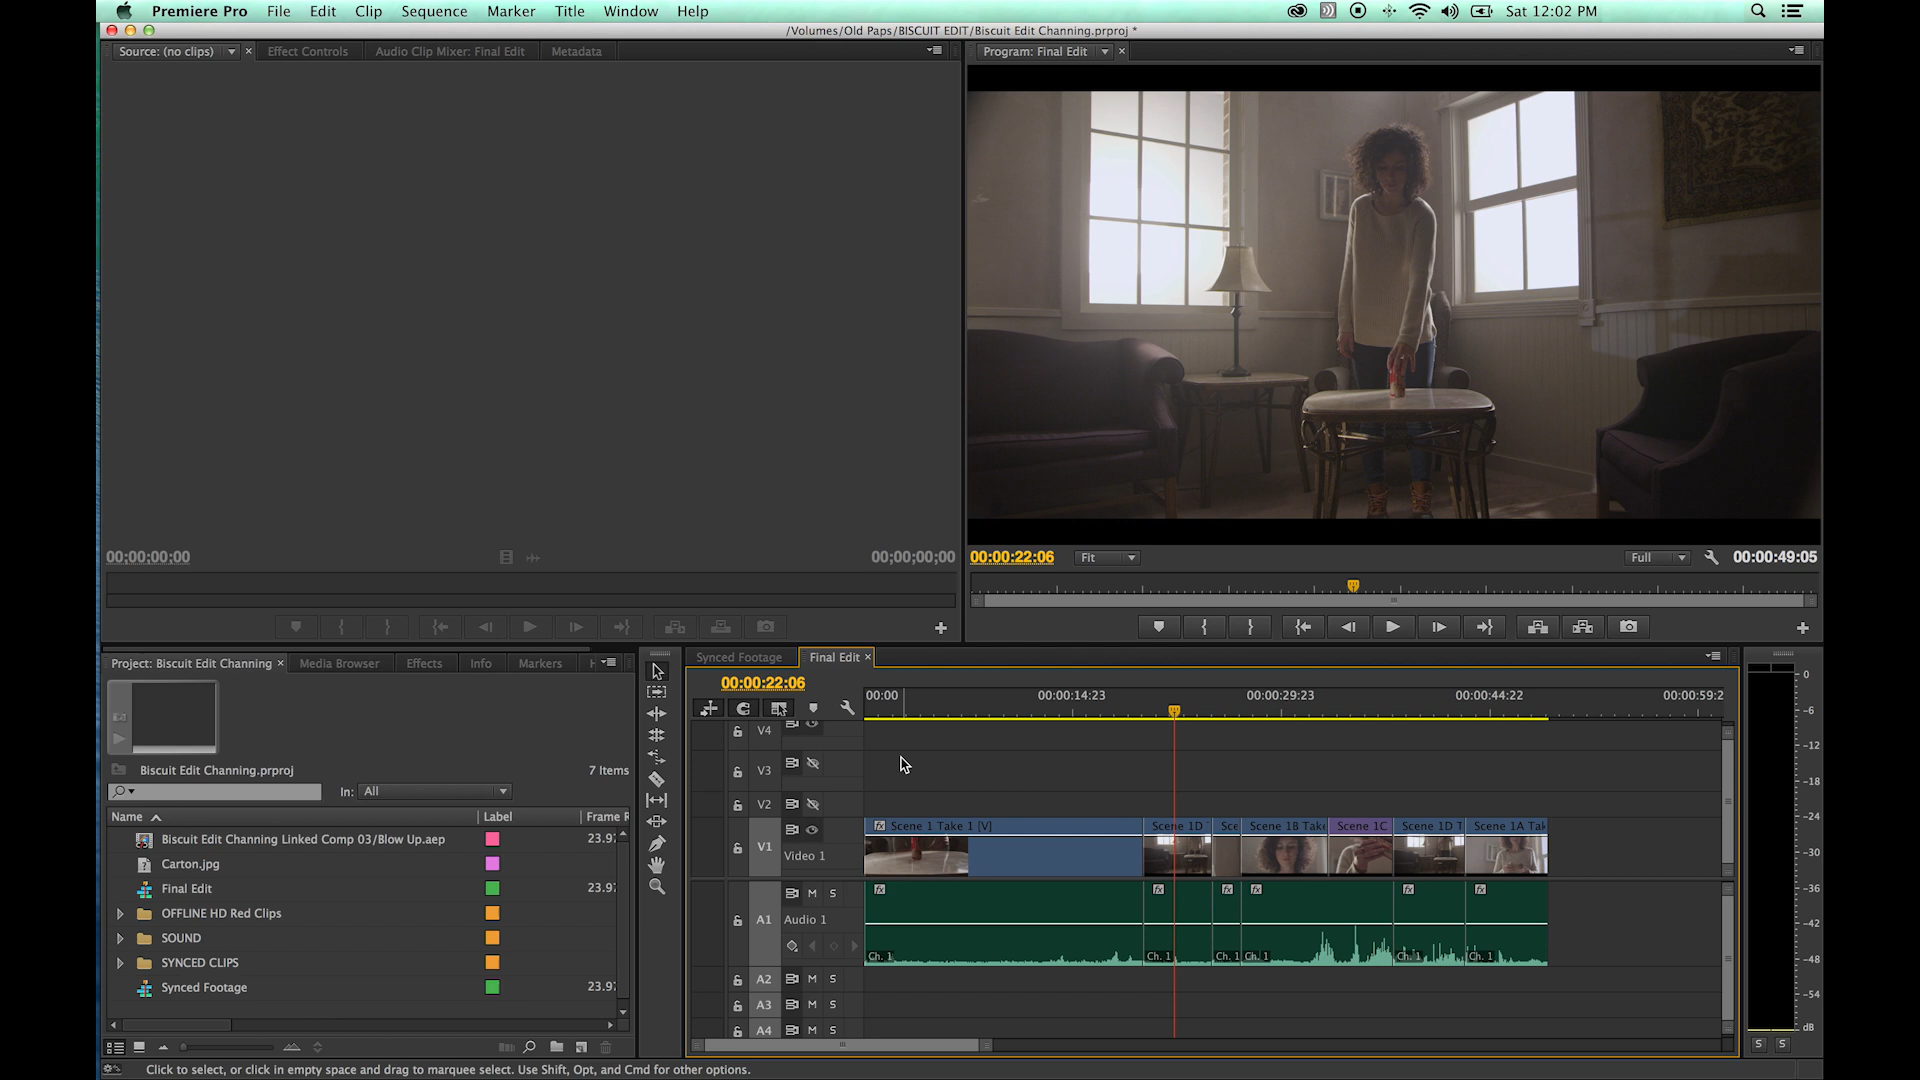 Premiere Pro File Edit Clip Sequence Marker Title Window Help Sat 12:02 PM
/Volumes/Old Paps/BISCUIT EDIT/Biscuit Edit Channing.prproj *
Source: (no clips) Effect Controls Audio Clip Mixer: Final Edit Metadata
Program: Final Edit
00;00;00;00 00;00;00;00
00:00:22:06 Fit Full 00:00:49:05
Project: Biscuit Edit Channing Media Browser Effects Info Markers H
Biscuit Edit Channing.prproj 7 Items
In: All
Name Label Frame R
Biscuit Edit Channing Linked Comp 03/Blow Up.aep 23.97
Carton.jpg
Final Edit 23.97
OFFLINE HD Red Clips
SOUND
SYNCED CLIPS
Synced Footage 23.97
Synced Footage Final Edit
00:00:22:06
00:00 00:00:14:23 00:00:29:23 00:00:44:22 00:00:59:2
V4
V3
V2
V1 Video 1
fx Scene 1 Take 1 [V] Scene 1D Sce Scene 1B Take Scene 1C Scene 1D T Scene 1A Tak
M S
fx fx fx fx fx fx
A1 Audio 1
Ch. 1 Ch. 1 Ch. 1 Ch. 1 Ch. 1 Ch. 1
A2 M S
A3 M S
A4 M S
0
-6
-12
-18
-24
-30
-36
-42
-48
-54
dB
S S
Click to select, or click in empty space and drag to marquee select. Use Shift, Opt, and Cmd for other options.